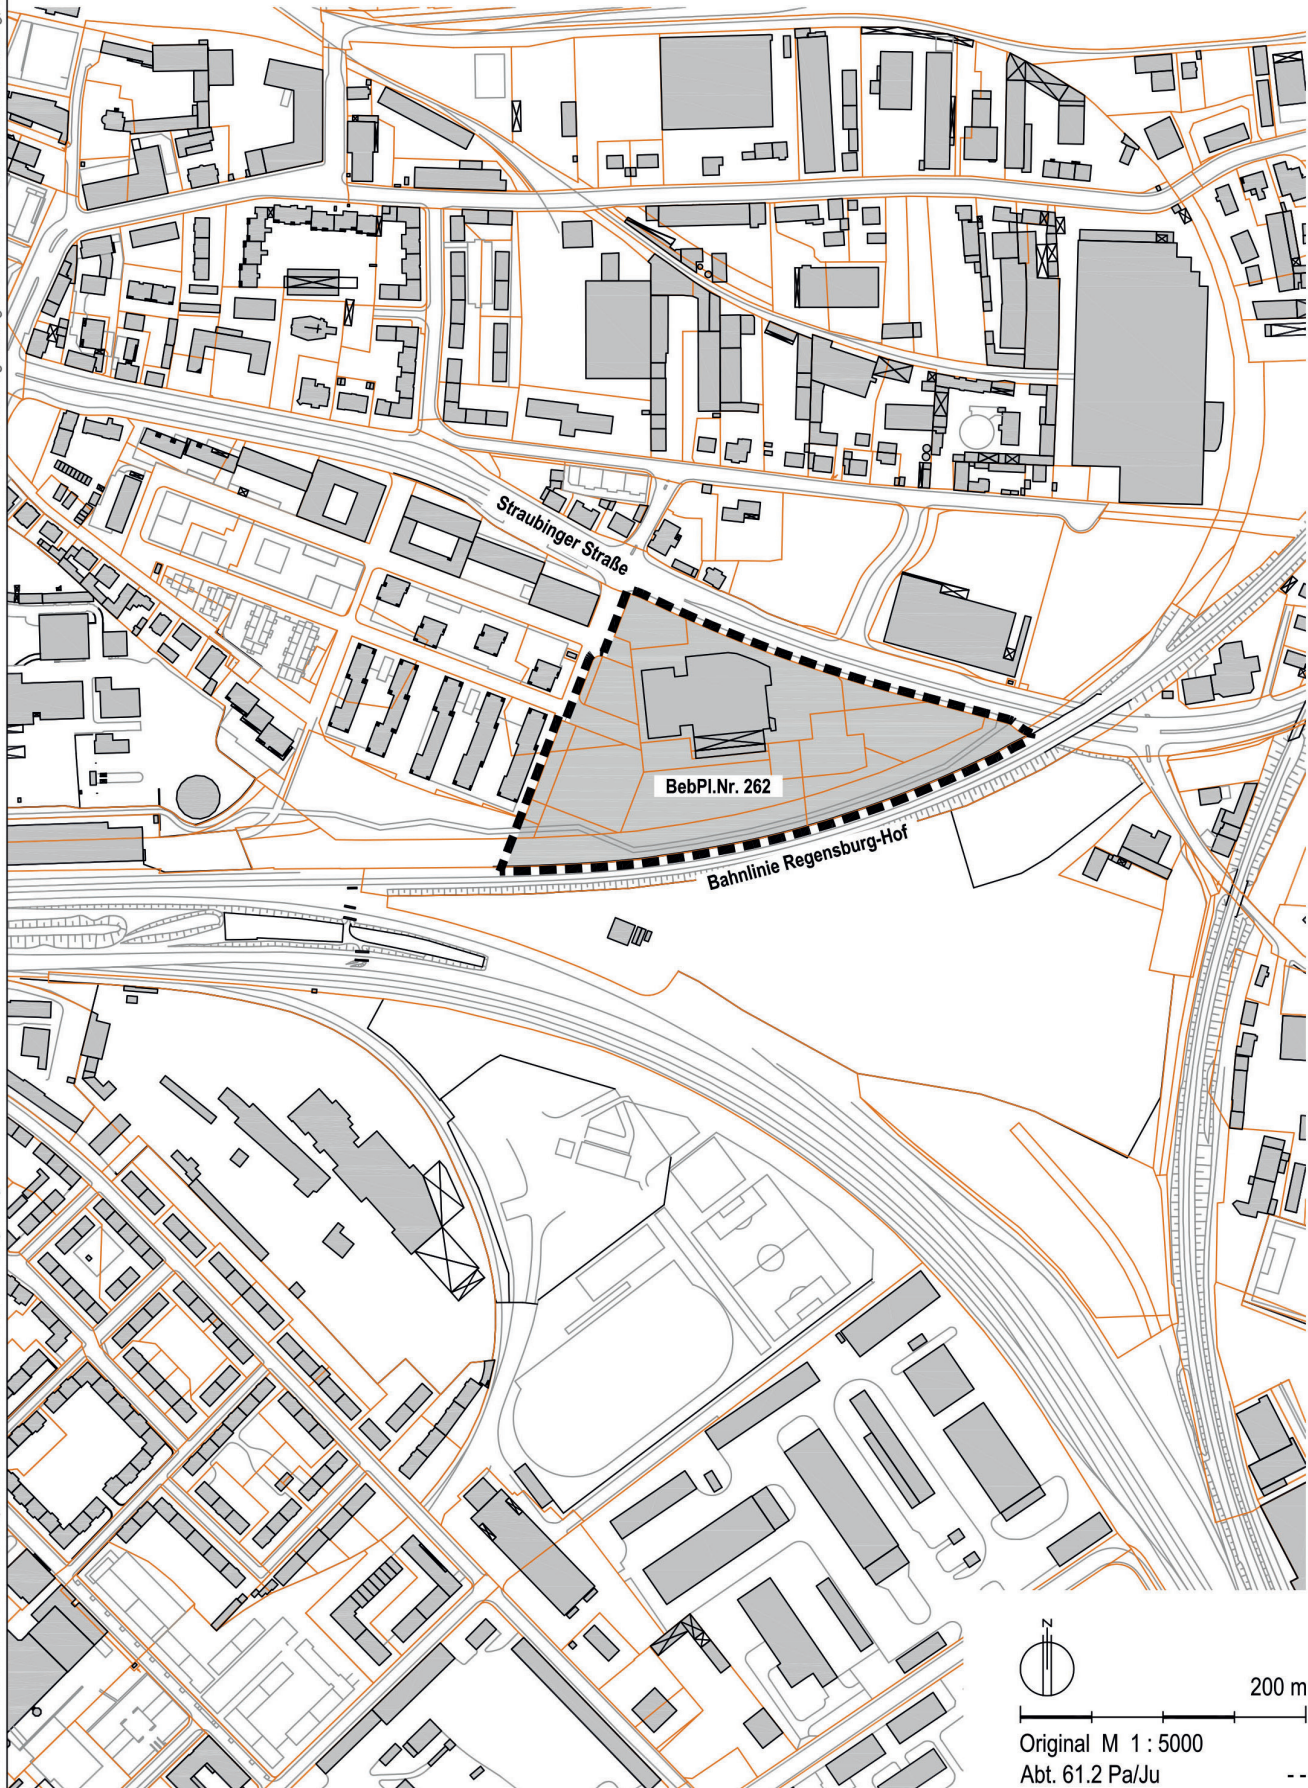 Straubinger Straße
BebPl.Nr. 262
Bahnlinie Regensburg-Hof
N
200 m
Original M 1 : 5000
Abt. 61.2 Pa/Ju